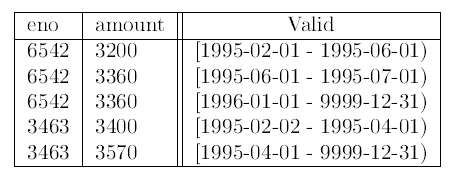 eno amount Valid
6542 3200 [1995-02-01 - 1995-06-01)
6542 3360 [1995-06-01 - 1995-07-01)
6542 3360 [1996-01-01 - 9999-12-31)
3463 3400 [1995-02-02 - 1995-04-01)
3463 3570 [1995-04-01 - 9999-12-31)